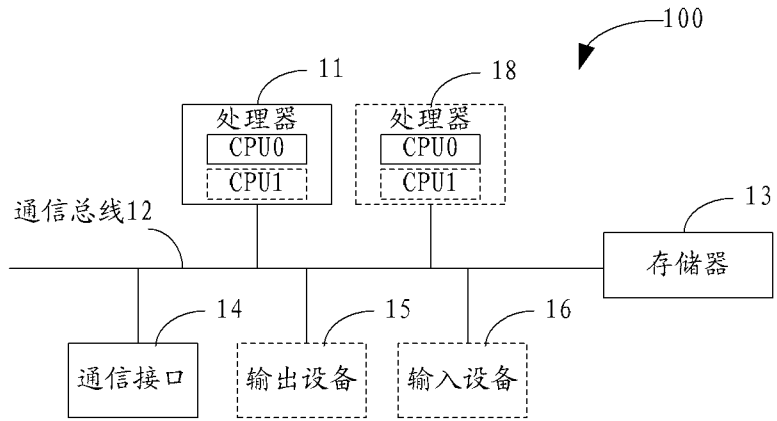 100
11
18
处理器
CPU0
CPU1
处理器
CPU0
CPU1
通信总线12
13
存储器
14
15
16
通信接口
输出设备
输入设备